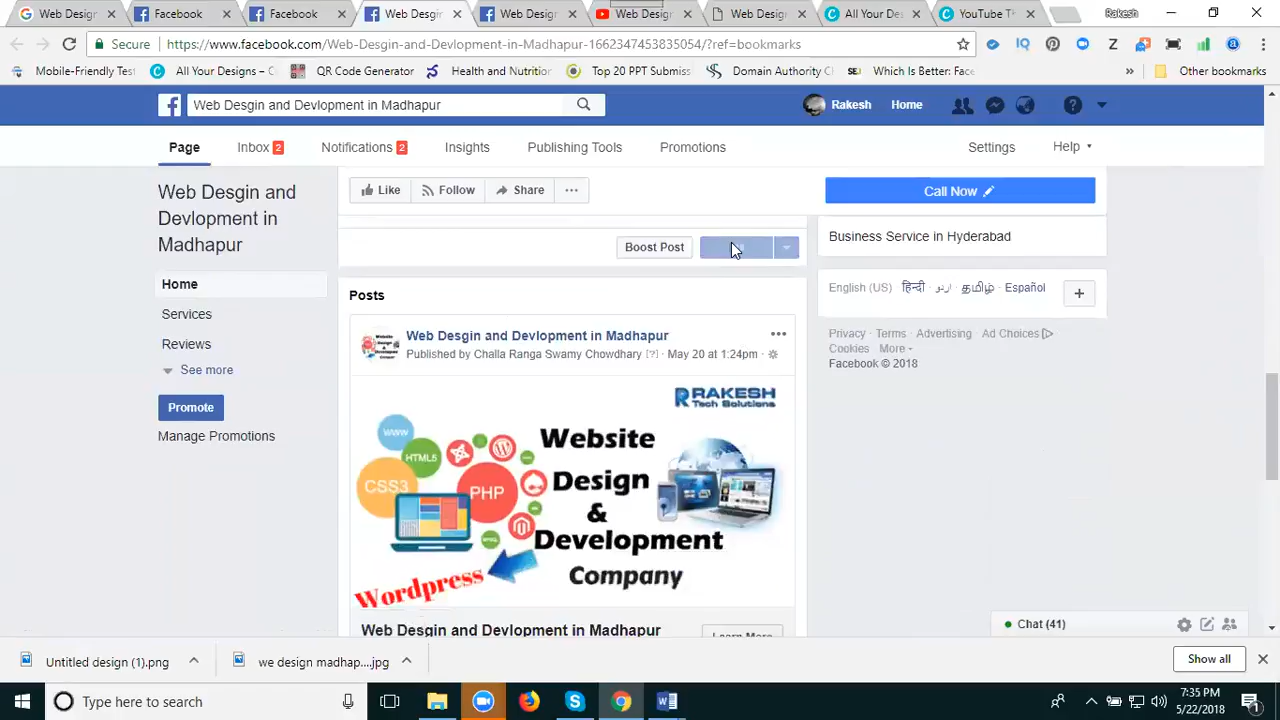 Web Design
Facebook
Facebook
Web Desgin
Web Design
Web Design
Web Design
All Your Des
YouTube Th
Rakesh
Secure
https://www.facebook.com/Web-Desgin-and-Devlopment-in-Madhapur-1662347453835054/?ref=bookmarks
Mobile-Friendly Test
All Your Designs – C
QR Code Generator
Health and Nutrition
Top 20 PPT Submiss
Domain Authority C
Which Is Better: Face
»
Other bookmarks
Web Desgin and Devlopment in Madhapur
Rakesh
Home
Page
Inbox 2
Notifications 2
Insights
Publishing Tools
Promotions
Settings
Help
Web Desgin and
Devlopment in
Madhapur
Like
Follow
Share
...
Call Now
Boost Post
Business Service in Hyderabad
Home
Services
Reviews
See more
Promote
Manage Promotions
English (US) · हिन्दी · اردو · தமிழ் · Español
+
Privacy · Terms · Advertising · Ad Choices
Cookies · More
Facebook © 2018
Posts
Web Desgin and Devlopment in Madhapur
Published by Challa Ranga Swamy Chowdhary [?] · May 20 at 1:24pm ·
RAKESH
Tech Solutions
WWW
HTML5
CSS3
PHP
Website
Design
&
Development
Company
Wordpress
Web Desgin and Devlopment in Madhapur
Learn More
Chat (41)
Untitled design (1).png
we design madhap....jpg
Show all
Type here to search
7:35 PM
5/22/2018